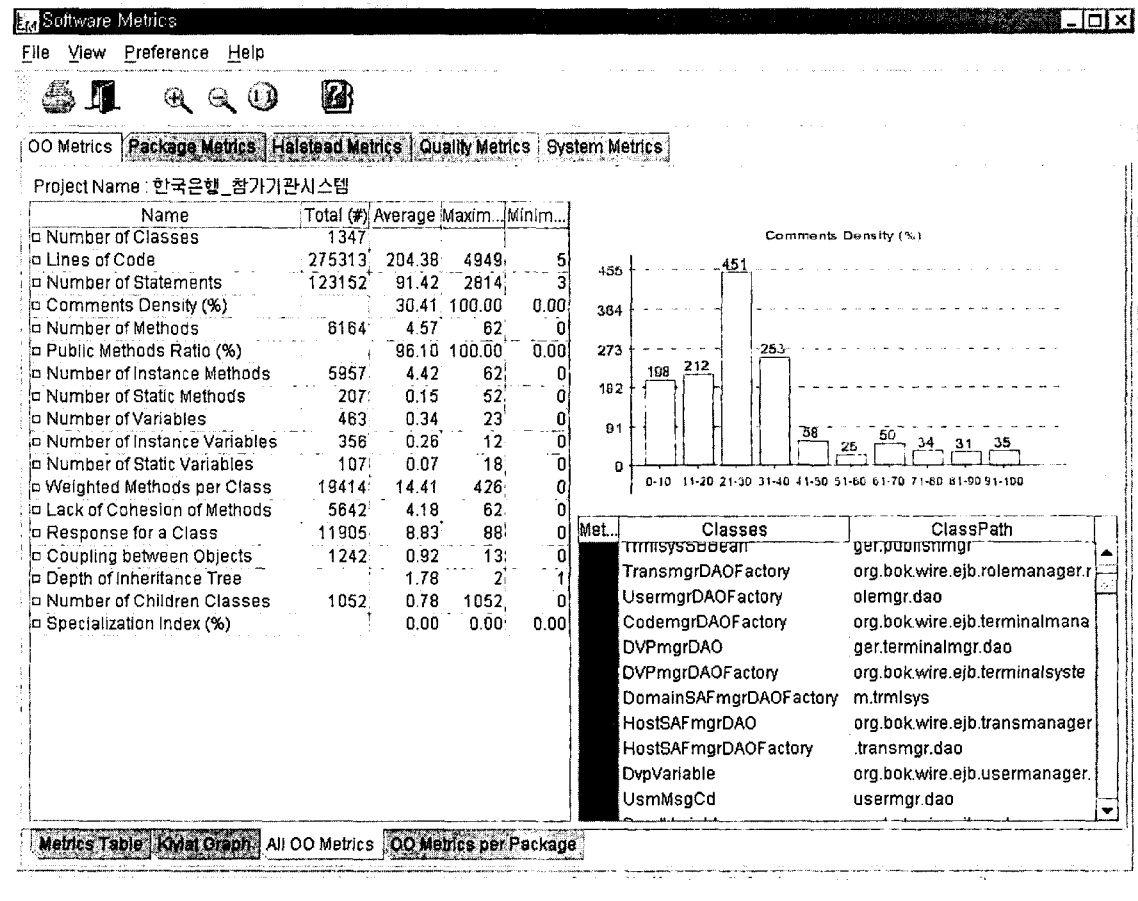 Software Metrics
File View Preference Help
OO Metrics Package Metrics Halstead Metrics Quality Metrics System Metrics
Project Name : 한국은행_참가기관시스템
Name Total (#) Average Maxim... Minim...
Number of Classes 1347
Lines of Code 275313 204.38 4949 5
Number of Statements 123152 91.42 2814 3
Comments Density (%) 30.41 100.00 0.00
Number of Methods 6164 4.57 62 0
Public Methods Ratio (%) 96.10 100.00 0.00
Number of Instance Methods 5957 4.42 62 0
Number of Static Methods 207 0.15 52 0
Number of Variables 463 0.34 23 0
Number of Instance Variables 356 0.26 12 0
Number of Static Variables 107 0.07 18 0
Weighted Methods per Class 19414 14.41 426 0
Lack of Cohesion of Methods 5642 4.18 62 0
Response for a Class 11905 8.83 88 0
Coupling between Objects 1242 0.92 13 0
Depth of Inheritance Tree 1.78 2 1
Number of Children Classes 1052 0.78 1052 0
Specialization Index (%) 0.00 0.00 0.00
Comments Density (%)
455
364
273
182
91
0
198 212 451 253 58 25 50 34 31 35
0-10 11-20 21-30 31-40 41-50 51-60 61-70 71-80 81-90 91-100
Met... Classes ClassPath
TrmlsysSBBean ger.publishmgr
TransmgrDAOFactory org.bok.wire.ejb.rolemanager.r
UsermgrDAOFactory olemgr.dao
CodemgrDAOFactory org.bok.wire.ejb.terminalmana
DVPmgrDAO ger.terminalmgr.dao
DVPmgrDAOFactory org.bok.wire.ejb.terminalsyste
DomainSAFmgrDAOFactory m.trmlsys
HostSAFmgrDAO org.bok.wire.ejb.transmanager
HostSAFmgrDAOFactory .transmgr.dao
DvpVariable org.bok.wire.ejb.usermanager.
UsmMsgCd usermgr.dao
Metrics Table Kiviat Graph All OO Metrics OO Metrics per Package